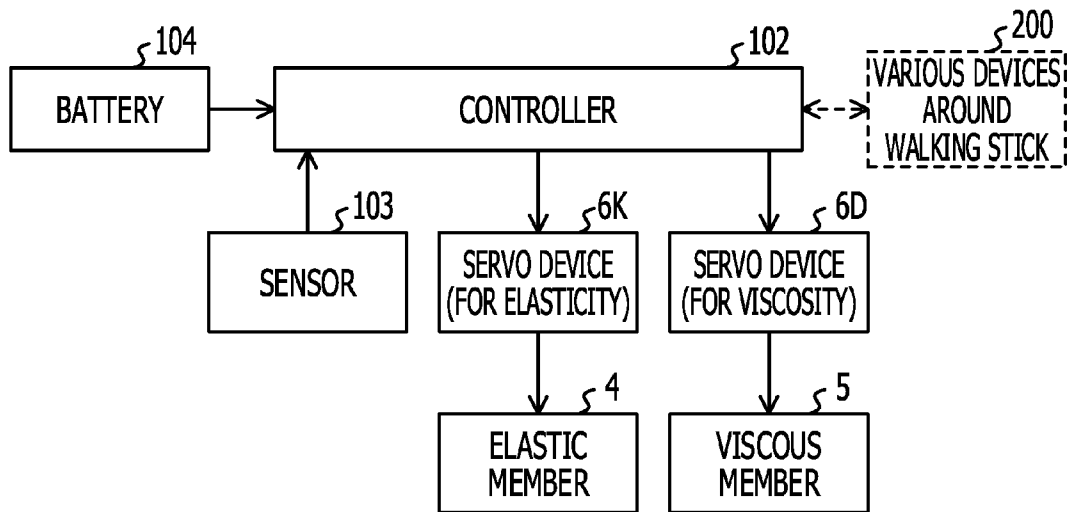 104
102
200
BATTERY
CONTROLLER
VARIOUS DEVICES
AROUND
WALKING STICK
103
6K
6D
SENSOR
SERVO DEVICE
(FOR ELASTICITY)
SERVO DEVICE
(FOR VISCOSITY)
4
5
ELASTIC
MEMBER
VISCOUS
MEMBER